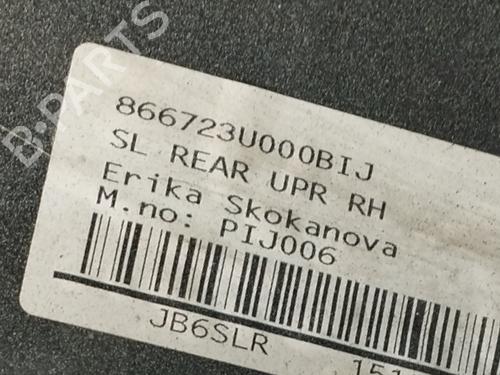 B-PARTS
866723U000BIJ
SL REAR UPR RH
Erika Skokanova
M.no: PIJ006
JB6SLR